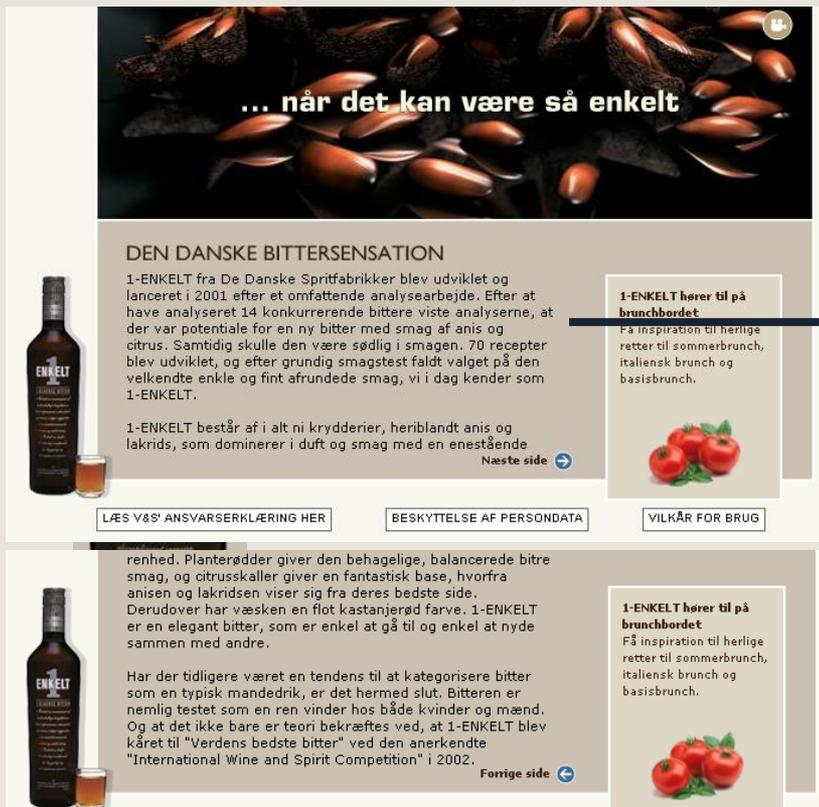 ... når det kan være så enkelt
DEN DANSKE BITTERSENSATION
1-ENKELT fra De Danske Spritfabrikker blev udviklet og
lanceret i 2001 efter et omfattende analysearbejde. Efter at
have analyseret 14 konkurrerende bittere viste analyserne, at
der var potentiale for en ny bitter med smag af anis og
citrus. Samtidig skulle den være sødlig i smagen. 70 recepter
blev udviklet, og efter grundig smagstest faldt valget på den
velkendte enkle og fint afrundede smag, vi i dag kender som
1-ENKELT.
1-ENKELT består af i alt ni krydderier, heriblandt anis og
lakrids, som dominerer i duft og smag med en enestående
Næste side
1-ENKELT hører til på
brunchbordet
Få inspiration til herlige
retter til sommerbrunch,
italiensk brunch og
basisbrunch.
1
ENKELT
LÆS V&S' ANSVARSERKLÆRING HER
BESKYTTELSE AF PERSONDATA
VILKÅR FOR BRUG
renhed. Planterødder giver den behagelige, balancerede bitre
smag, og citrusskaller giver en fantastisk base, hvorfra
anisen og lakridsen viser sig fra deres bedste side.
Derudover har væsken en flot kastanjerød farve. 1-ENKELT
er en elegant bitter, som er enkel at gå til og enkel at nyde
sammen med andre.
Har der tidligere været en tendens til at kategorisere bitter
som en typisk mandedrik, er det hermed slut. Bitteren er
nemlig testet som en ren vinder hos både kvinder og mænd.
Og at det ikke bare er teori bekræftes ved, at 1-ENKELT blev
kåret til "Verdens bedste bitter" ved den anerkendte
"International Wine and Spirit Competition" i 2002.
Forrige side
1-ENKELT hører til på
brunchbordet
Få inspiration til herlige
retter til sommerbrunch,
italiensk brunch og
basisbrunch.
1
ENKELT